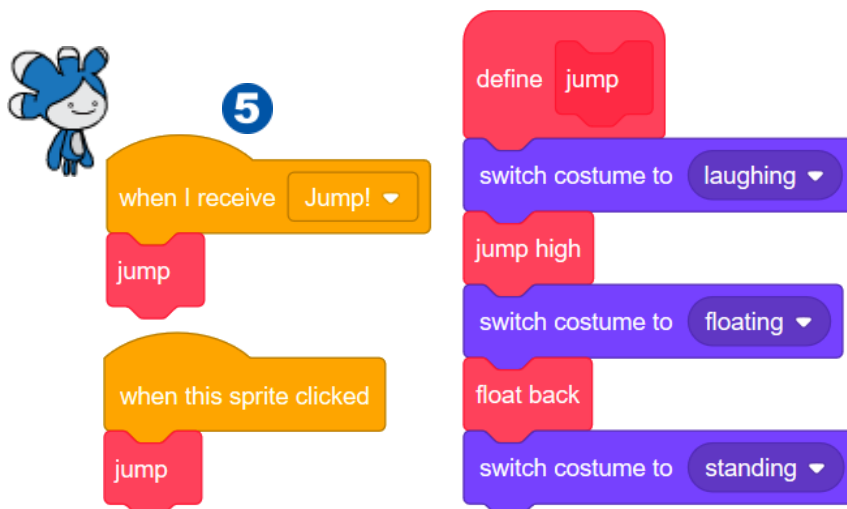 5
when I receive Jump!
jump
when this sprite clicked
jump
define jump
switch costume to laughing
jump high
switch costume to floating
float back
switch costume to standing